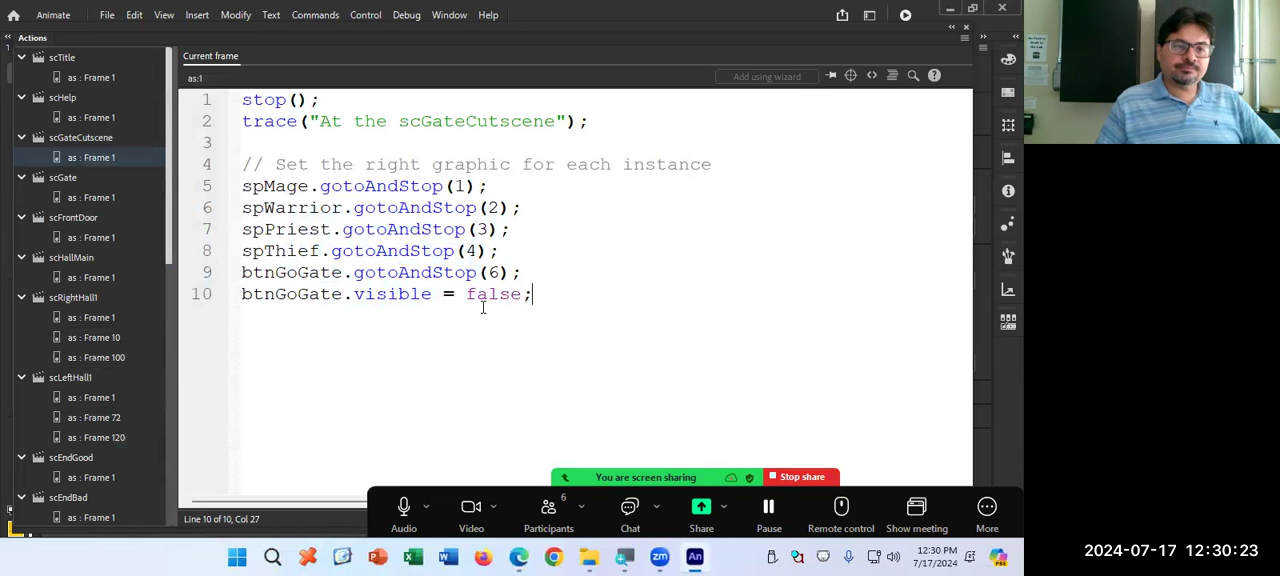 Animate File Edit View Insert Modify Text Commands Control Debug Window Help
Actions
scTitle
as : Frame 1
scHelp
as : Frame 1
scGateCutscene
as : Frame 1
scGate
as : Frame 1
scFrontDoor
as : Frame 1
scHallMain
as : Frame 1
scRightHall1
as : Frame 1
as : Frame 10
as : Frame 100
scLeftHall1
as : Frame 1
as : Frame 72
as : Frame 120
scEndGood
as : Frame 1
scEndBad
as : Frame 1
Current frame
as:1
Add using wizard
1 stop();
2 trace("At the scGateCutscene");
3
4 // Set the right graphic for each instance
5 spMage.gotoAndStop(1);
6 spWarrior.gotoAndStop(2);
7 spPriest.gotoAndStop(3);
8 spThief.gotoAndStop(4);
9 btnGoGate.gotoAndStop(6);
10 btnGoGate.visible = false;
Line 10 of 10, Col 27
You are screen sharing Stop share
6
Audio Video Participants Chat Share Pause Remote control Show meeting More
zm An
12:30 PM
7/17/2024
2024-07-17 12:30:23